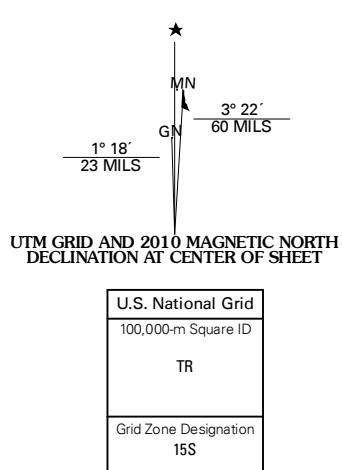 ★
MN
3° 22´
60 MILS
GN
1° 18´
23 MILS
UTM GRID AND 2010 MAGNETIC NORTH
DECLINATION AT CENTER OF SHEET
U.S. National Grid
100,000-m Square ID
TR
Grid Zone Designation
15S